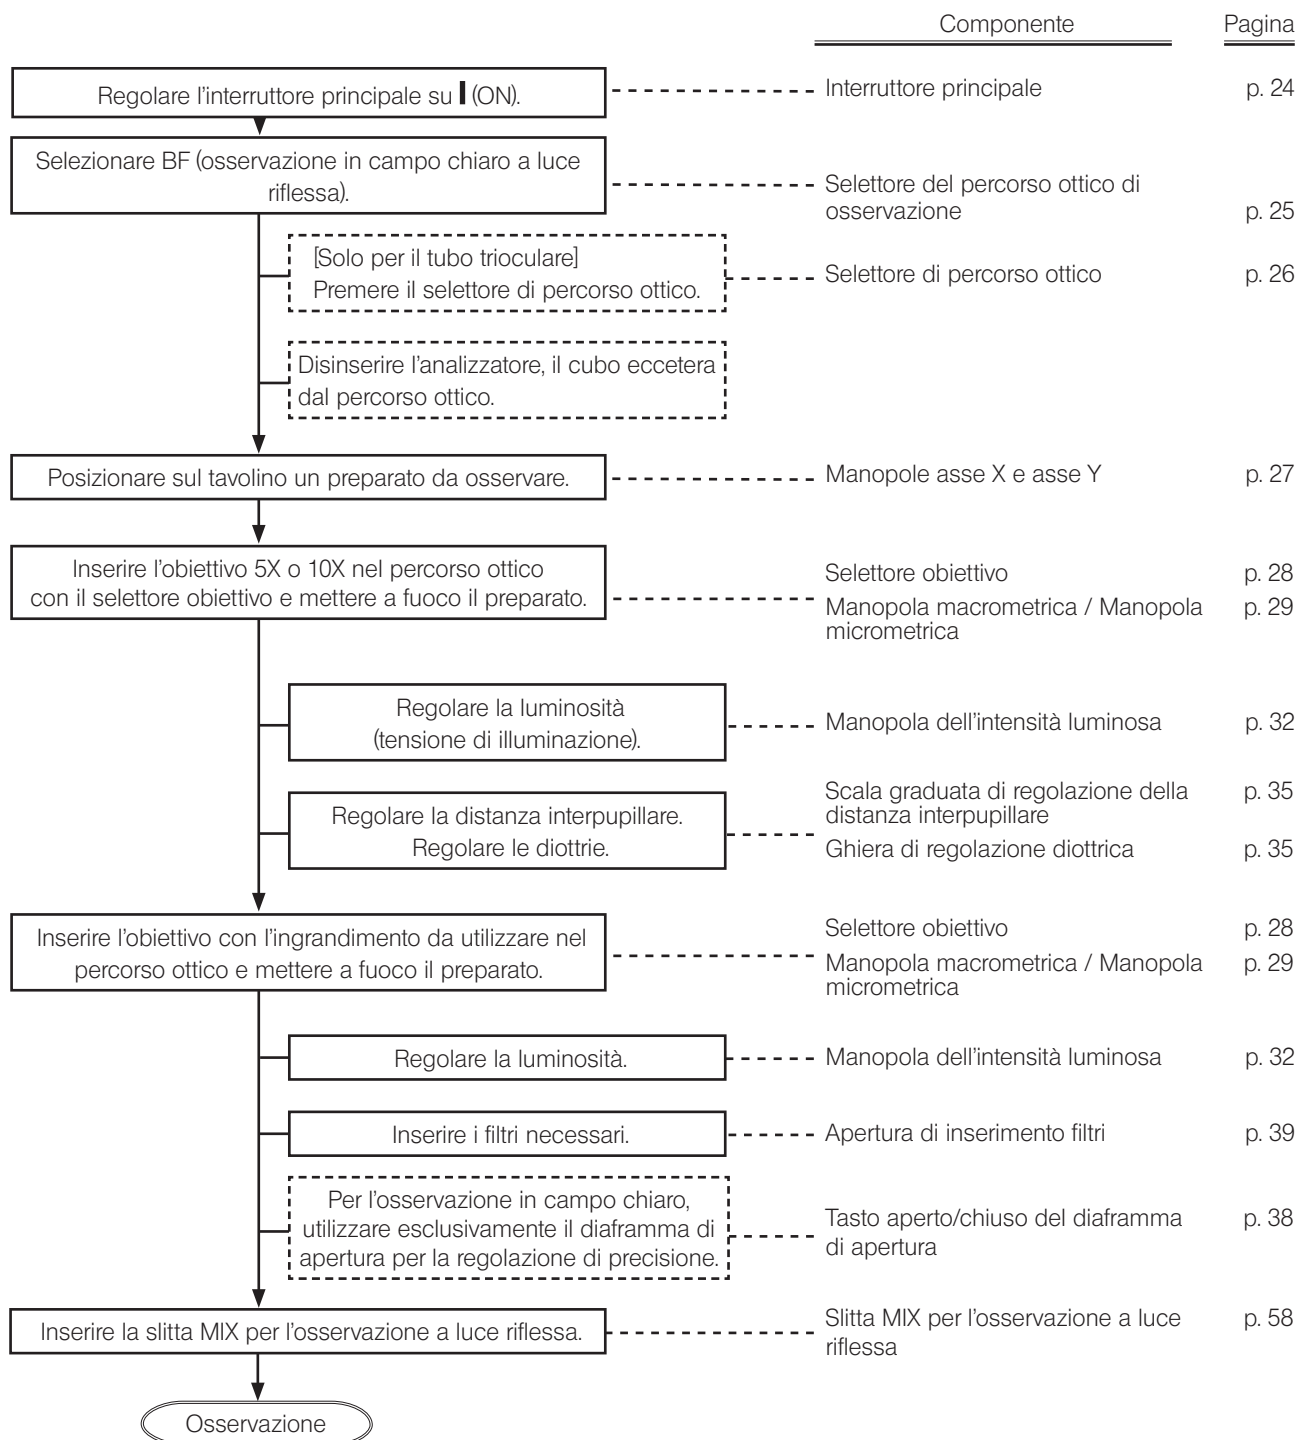 Componente Pagina
Regolare l'interruttore principale su I (ON). Interruttore principale p. 24
Selezionare BF (osservazione in campo chiaro a luce
riflessa).
Selettore del percorso ottico di
osservazione p. 25
[Solo per il tubo trioculare]
Premere il selettore di percorso ottico.
Selettore di percorso ottico p. 26
Disinserire l'analizzatore, il cubo eccetera
dal percorso ottico.
Posizionare sul tavolino un preparato da osservare. Manopole asse X e asse Y p. 27
Inserire l'obiettivo 5X o 10X nel percorso ottico
con il selettore obiettivo e mettere a fuoco il preparato.
Selettore obiettivo p. 28
Manopola macrometrica / Manopola p. 29
micrometrica
Regolare la luminosità
(tensione di illuminazione).
Manopola dell'intensità luminosa p. 32
Regolare la distanza interpupillare.
Regolare le diottrie.
Scala graduata di regolazione della p. 35
distanza interpupillare
Ghiera di regolazione diottrica p. 35
Inserire l'obiettivo con l'ingrandimento da utilizzare nel
percorso ottico e mettere a fuoco il preparato.
Selettore obiettivo p. 28
Manopola macrometrica / Manopola p. 29
micrometrica
Regolare la luminosità. Manopola dell'intensità luminosa p. 32
Inserire i filtri necessari. Apertura di inserimento filtri p. 39
Per l'osservazione in campo chiaro,
utilizzare esclusivamente il diaframma di
apertura per la regolazione di precisione.
Tasto aperto/chiuso del diaframma p. 38
di apertura
Inserire la slitta MIX per l'osservazione a luce riflessa.
Slitta MIX per l'osservazione a luce p. 58
riflessa
Osservazione